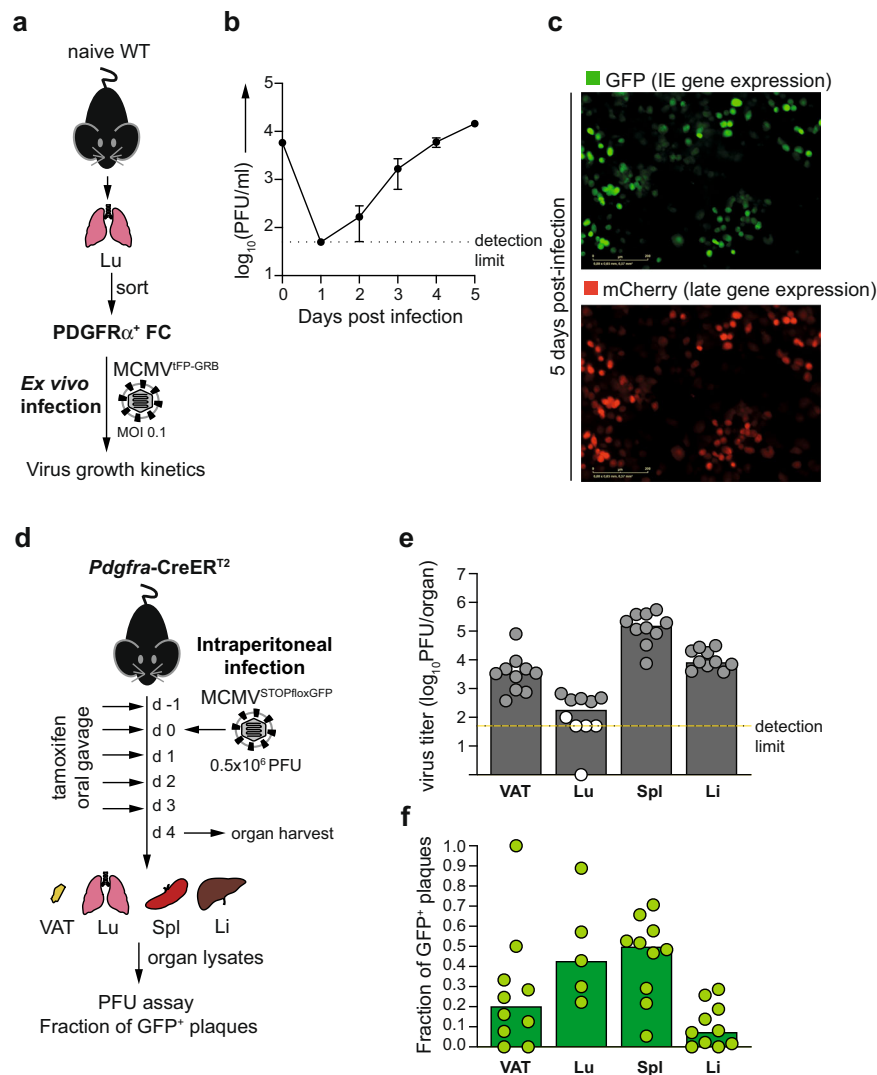 a
naive WT
Lu
sort
PDGFRα⁺ FC
Ex vivo
infection
MCMV^tFP-GRB
MOI 0.1
Virus growth kinetics
b
log₁₀(PFU/ml)
5
4
3
2
1
detection
limit
0 1 2 3 4 5
Days post infection
c
GFP (IE gene expression)
mCherry (late gene expression)
5 days post-infection
d
Pdgfra-CreER^T2
Intraperitoneal
infection
MCMV^STOPfloxGFP
0.5x10⁶ PFU
tamoxifen
oral gavage
d -1
d 0
d 1
d 2
d 3
d 4
organ harvest
VAT Lu Spl Li
organ lysates
PFU assay
Fraction of GFP⁺ plaques
e
virus titer (log₁₀PFU/organ)
7
6
5
4
3
2
1
detection
limit
VAT Lu Spl Li
f
Fraction of GFP⁺ plaques
1.0
0.9
0.8
0.7
0.6
0.5
0.4
0.3
0.2
0.1
0.0
VAT Lu Spl Li